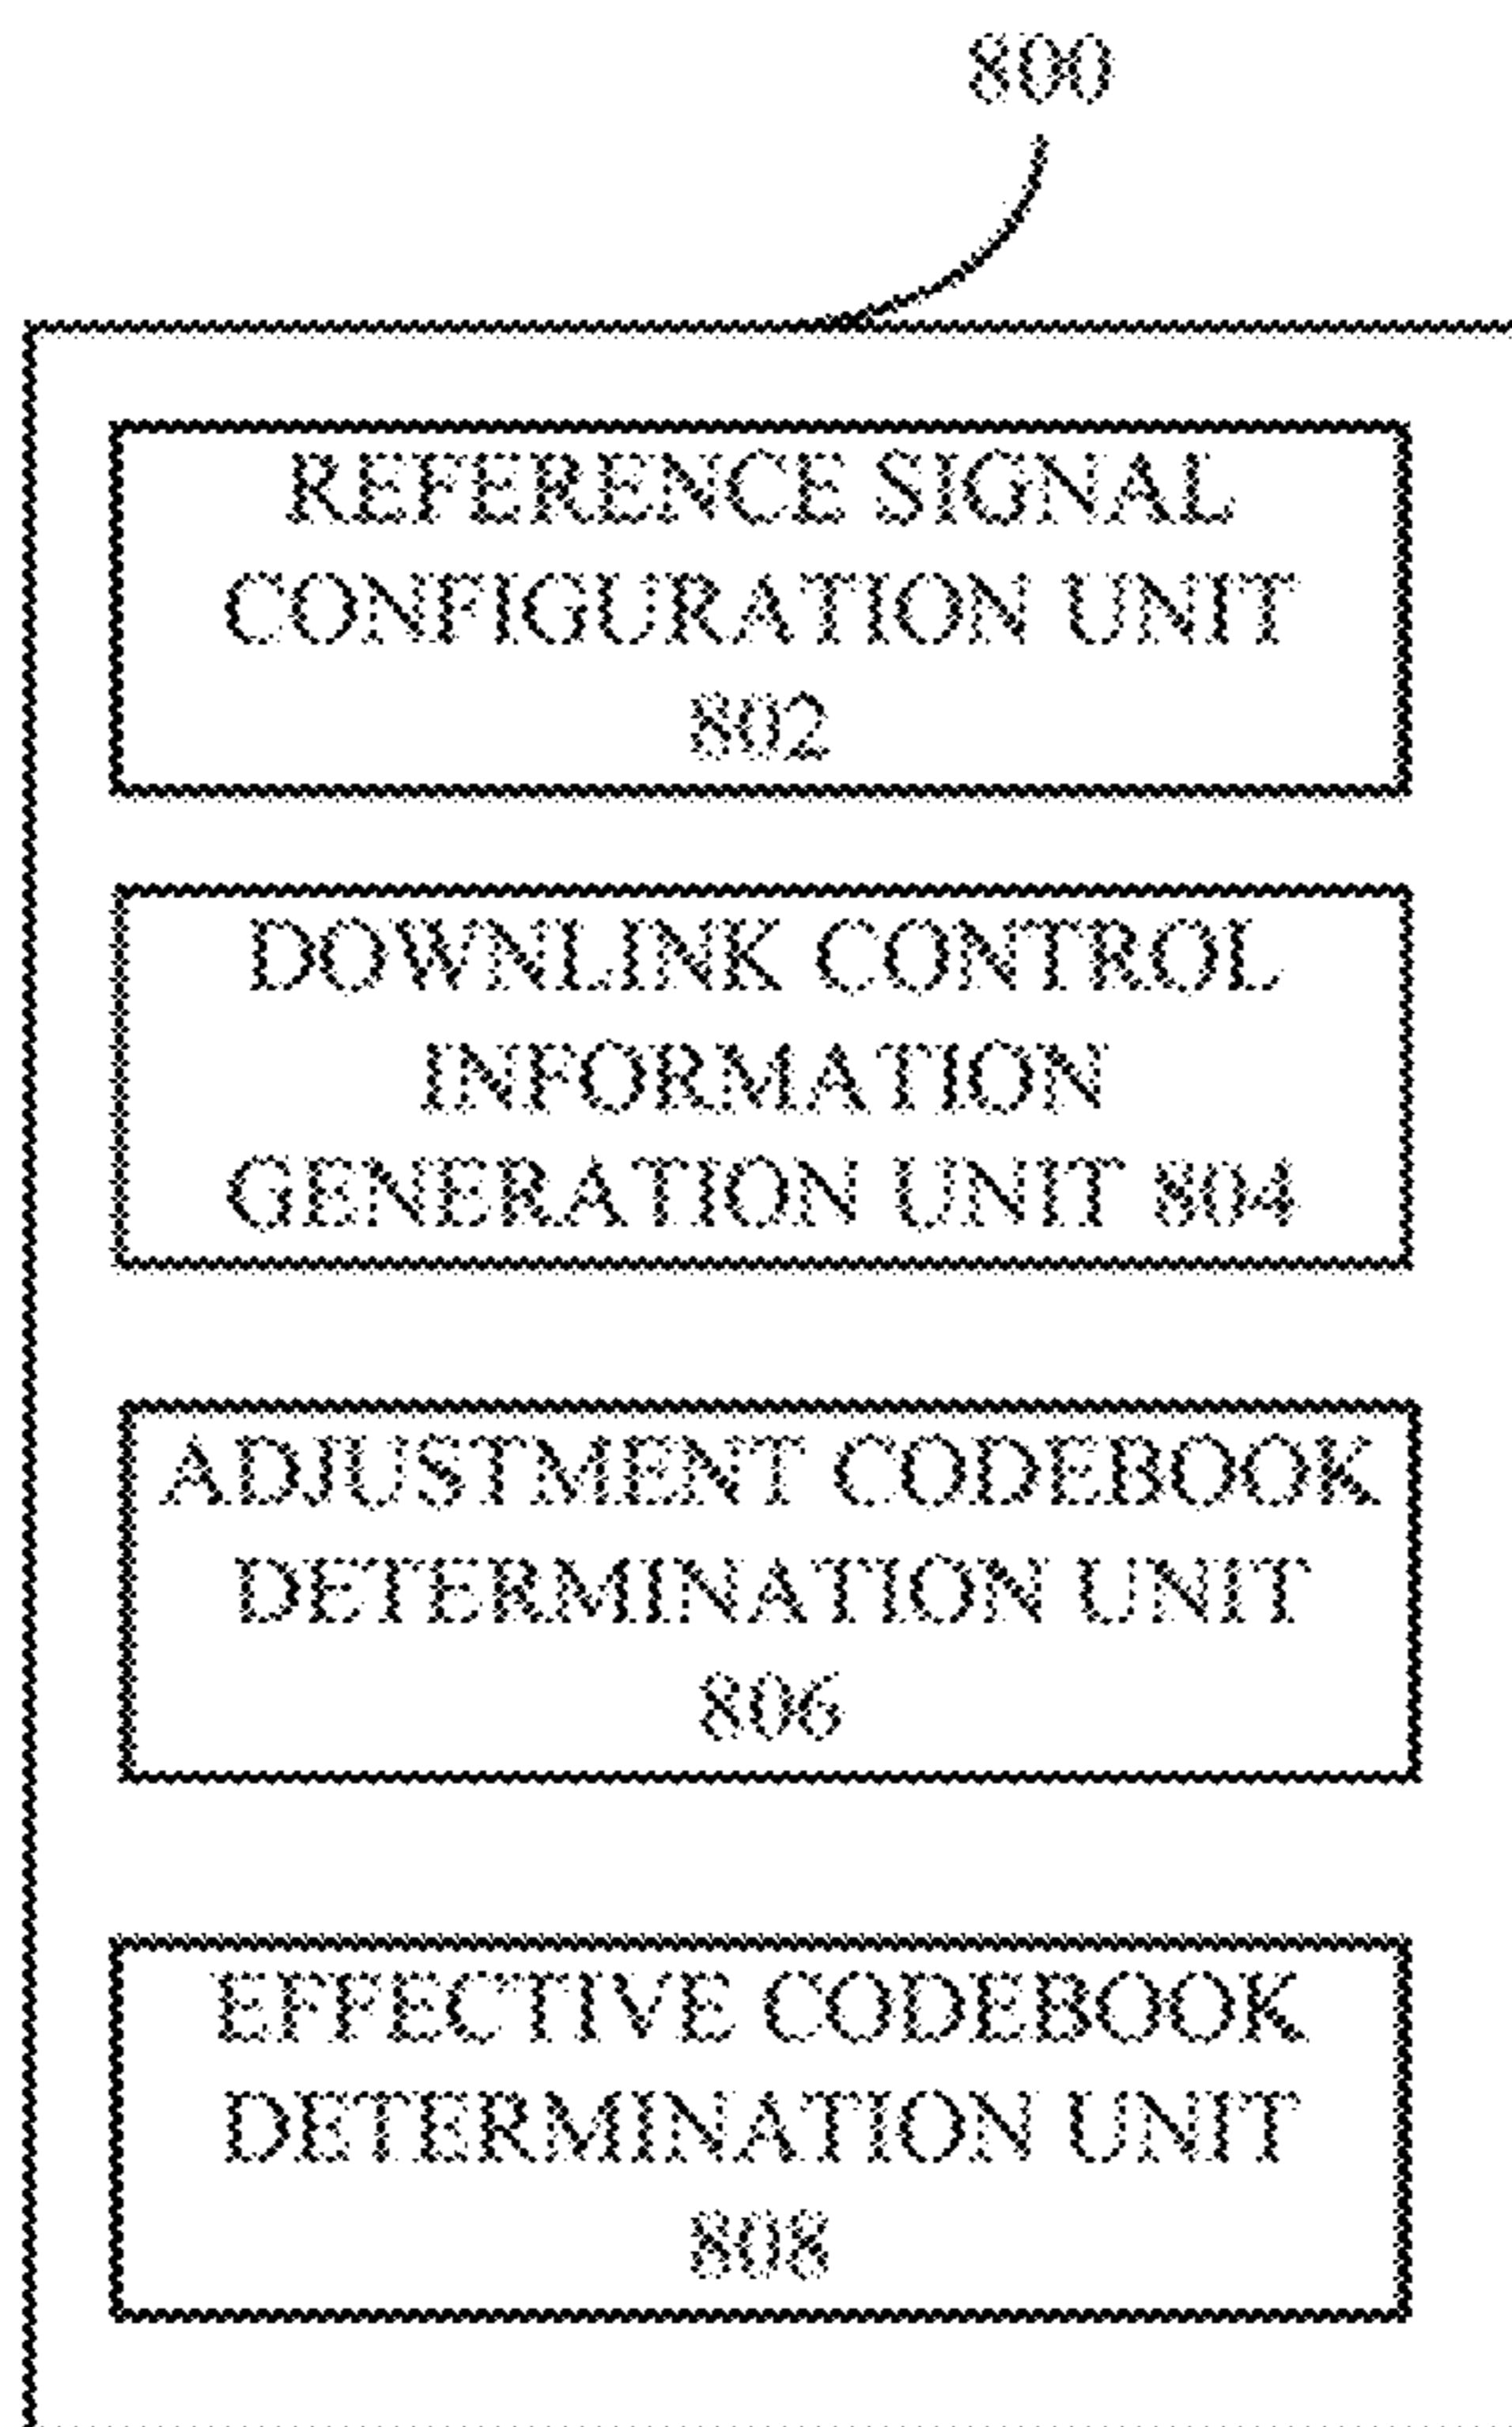 800
REFERENCE SIGNAL
CONFIGURATION UNIT
802
DOWNLINK CONTROL
INFORMATION
GENERATION UNIT 804
ADJUSTMENT CODEBOOK
DETERMINATION UNIT
806
EFFECTIVE CODEBOOK
DETERMINATION UNIT
808